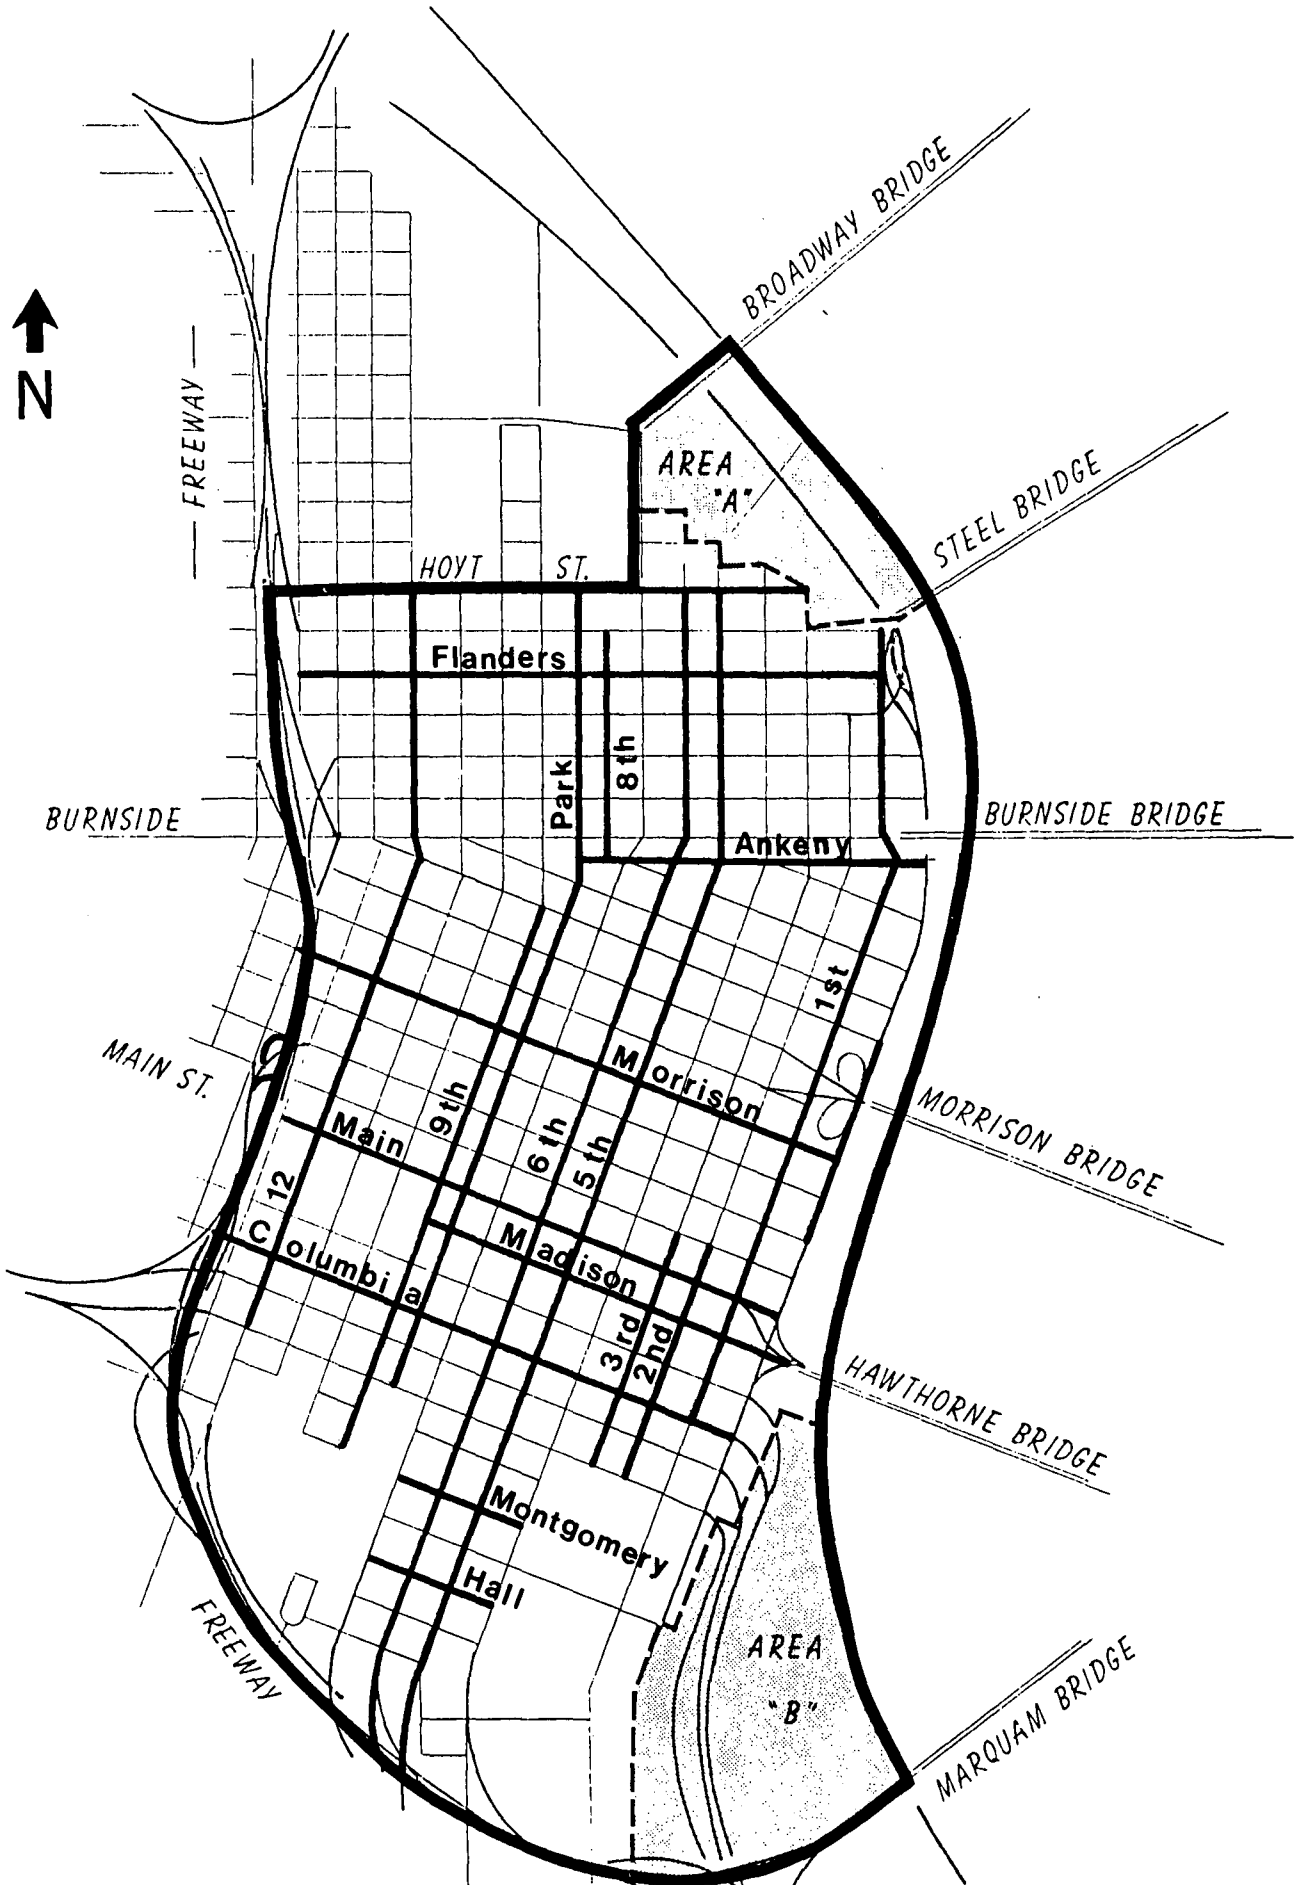 BROADWAY BRIDGE
N
FREEWAY
AREA
"A"
STEEL BRIDGE
HOYT ST.
Flanders
Park
8th
BURNSIDE
BURNSIDE BRIDGE
Ankeny
1st
MAIN ST.
Morrison
9th
MORRISON BRIDGE
Main
6th
5th
12
Columbia
Madison
3rd
2nd
HAWTHORNE BRIDGE
Montgomery
Hall
FREEWAY
AREA
"B"
MARQUAM BRIDGE